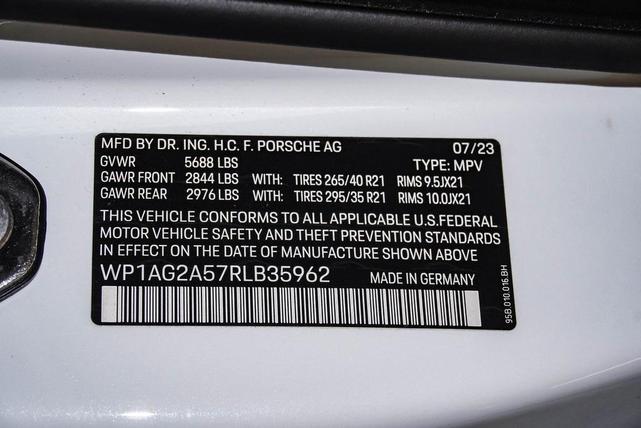 MFD BY DR. ING. H.C. F. PORSCHE AG 07/23
GVWR 5688 LBS TYPE: MPV
GAWR FRONT 2844 LBS WITH: TIRES 265/40 R21 RIMS 9.5JX21
GAWR REAR 2976 LBS WITH: TIRES 295/35 R21 RIMS 10.0JX21
THIS VEHICLE CONFORMS TO ALL APPLICABLE U.S.FEDERAL
MOTOR VEHICLE SAFETY AND THEFT PREVENTION STANDARDS
IN EFFECT ON THE DATE OF MANUFACTURE SHOWN ABOVE
WP1AG2A57RLB35962 MADE IN GERMANY
95B.010.016.BH